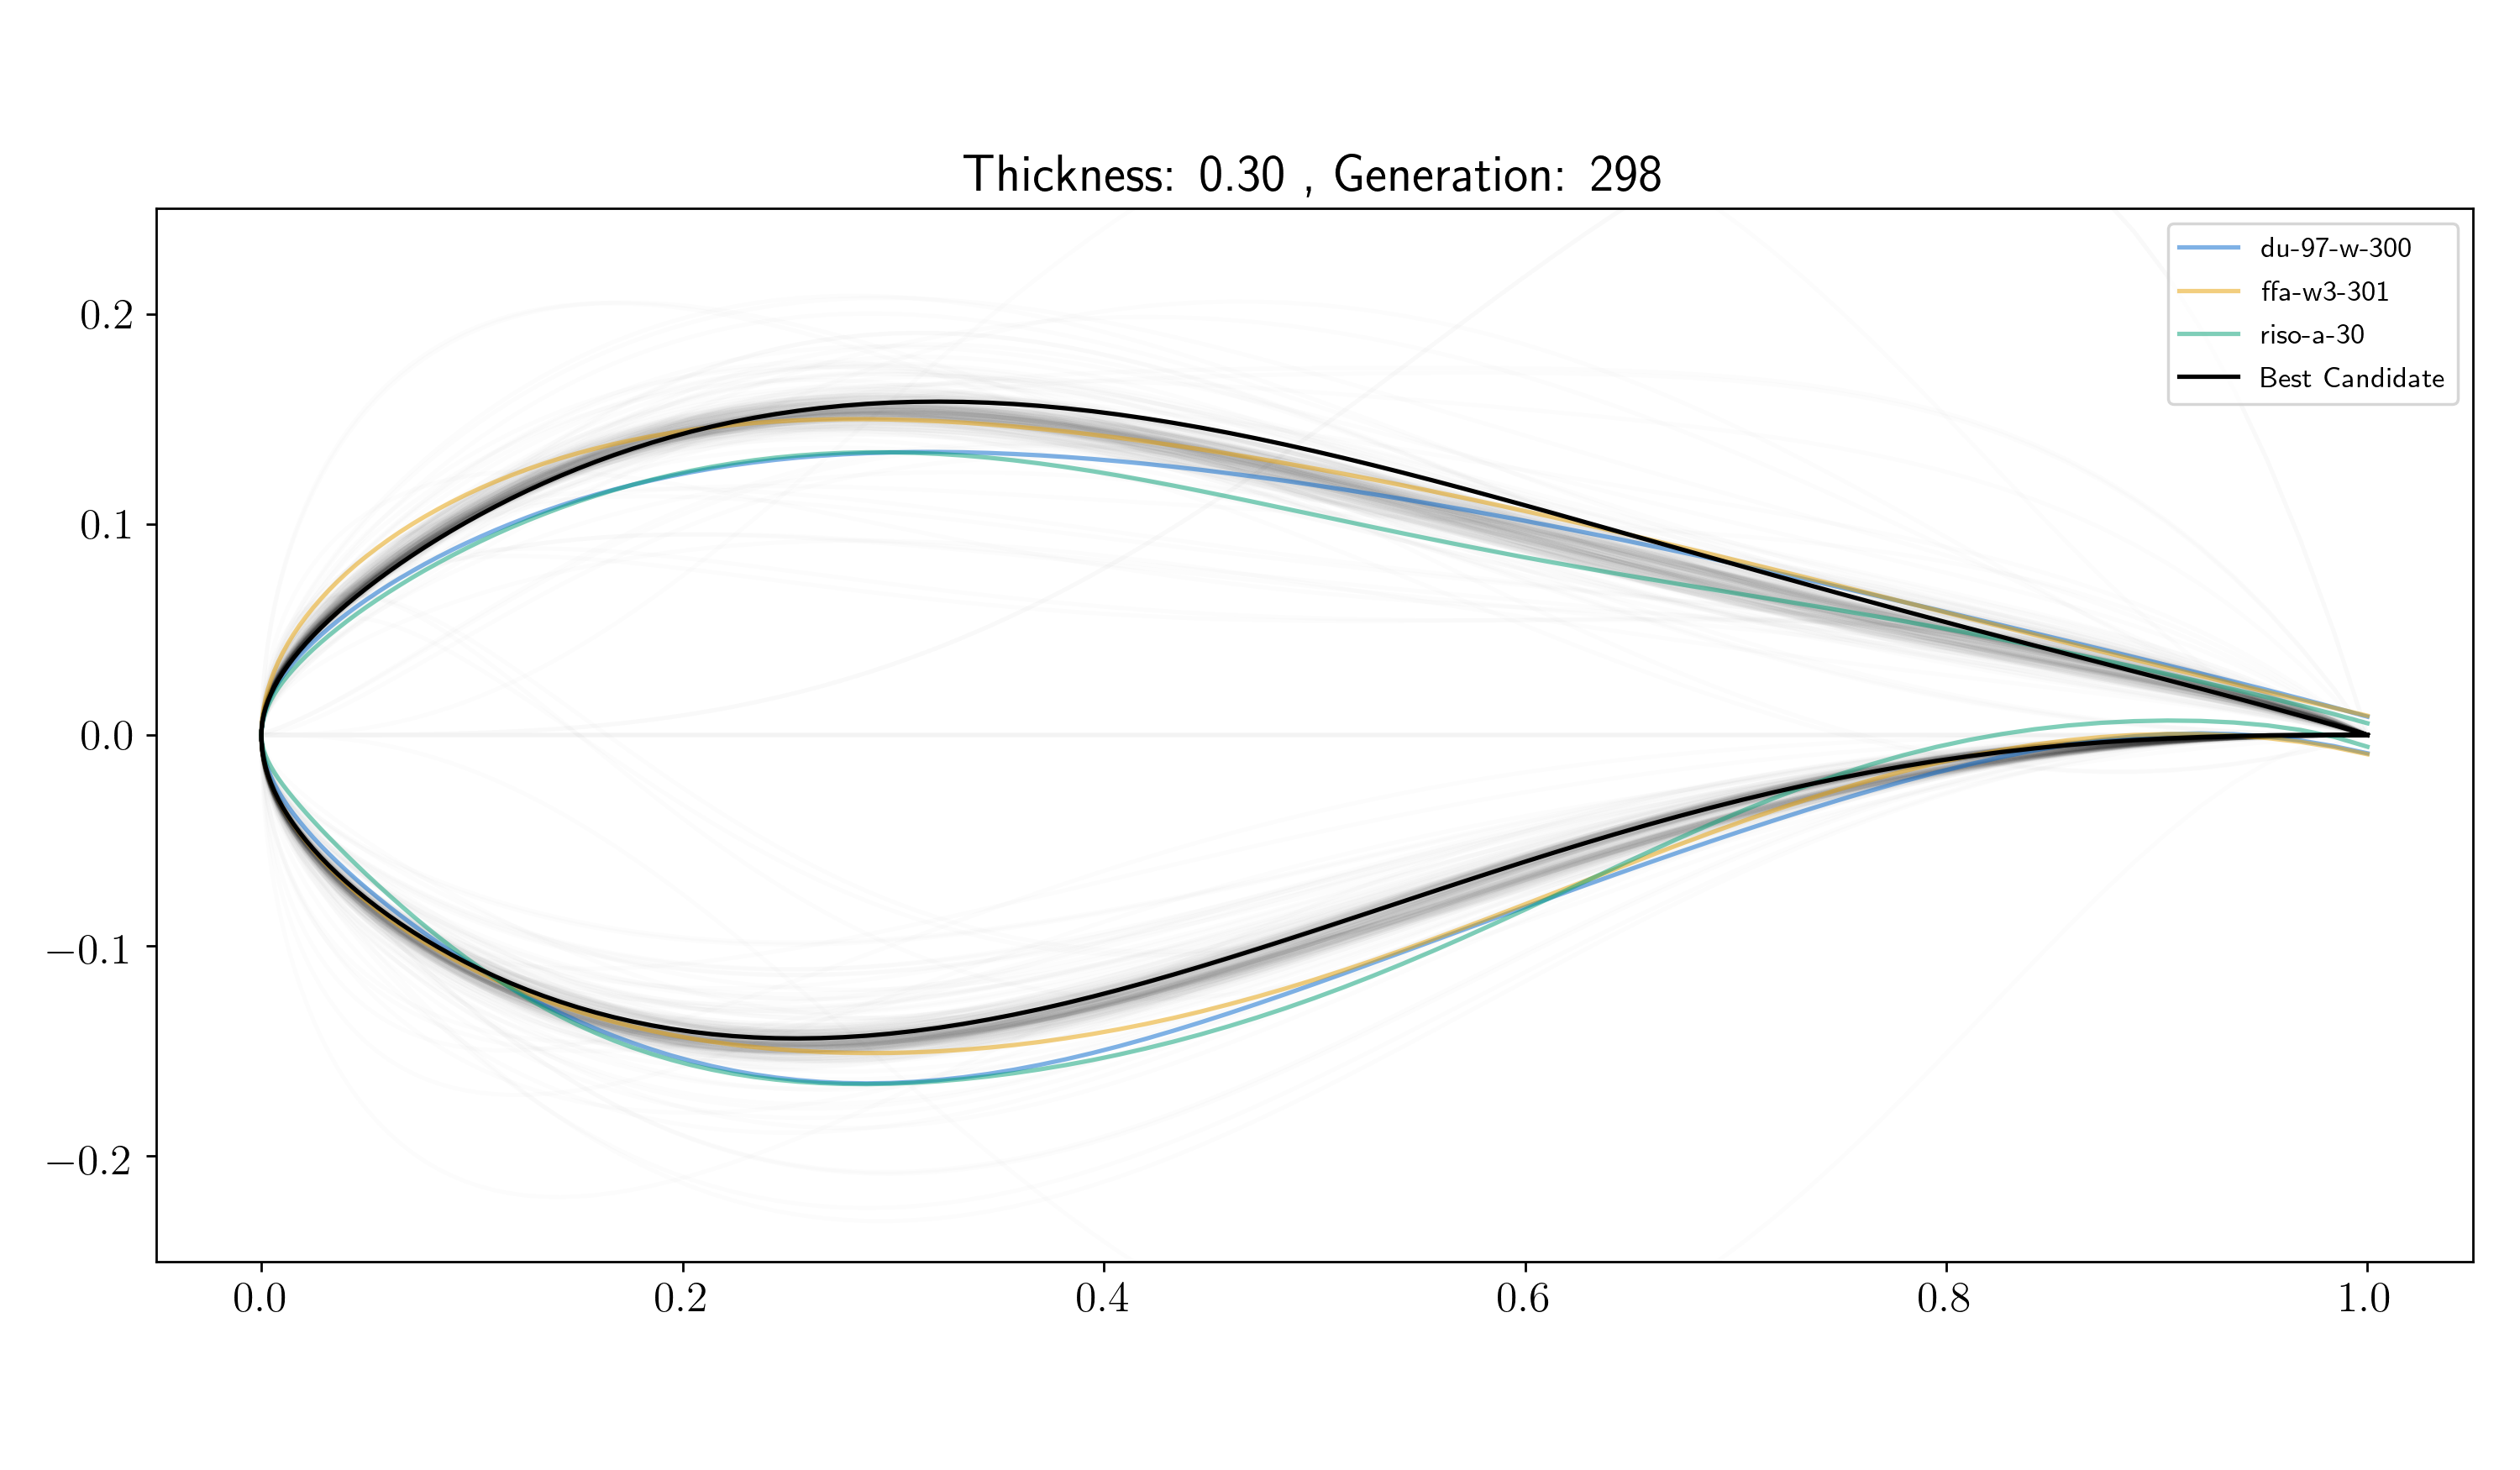 Thickness: 0.30 , Generation: 298
du-97-w-300
ffa-w3-301
riso-a-30
Best Candidate
0.2
0.1
0.0
−0.1
−0.2
0.0 0.2 0.4 0.6 0.8 1.0